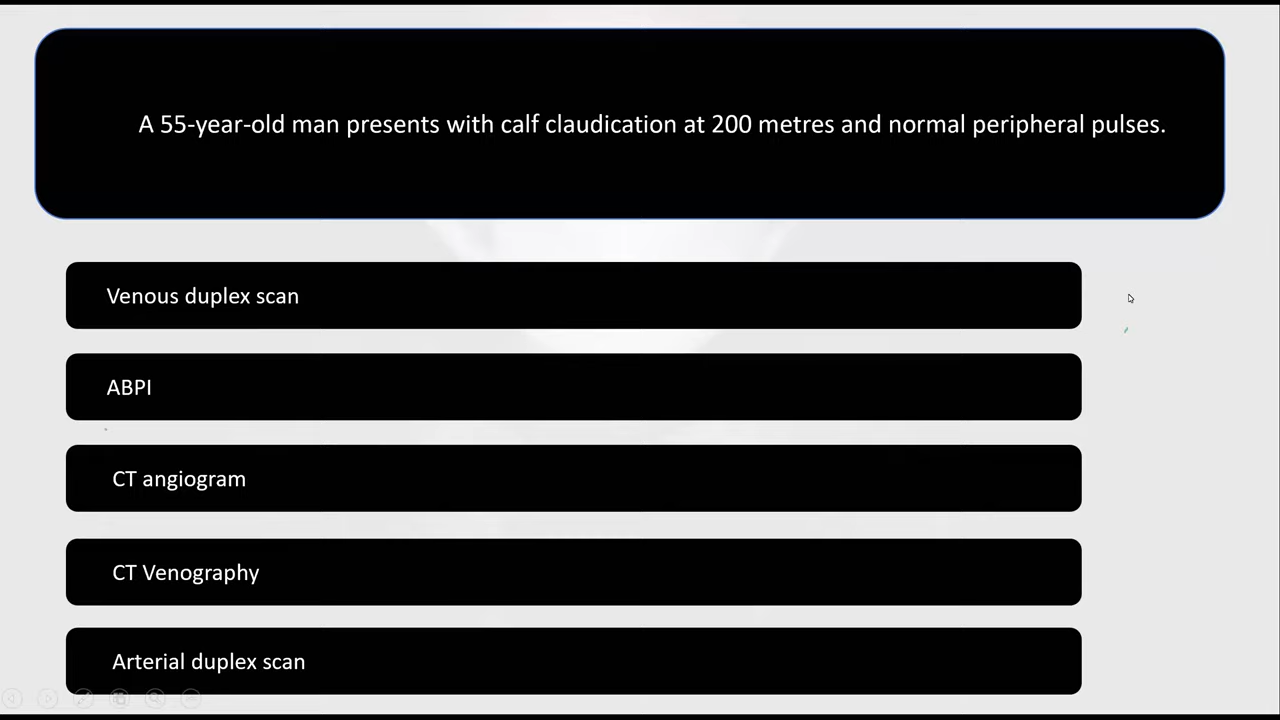 A 55-year-old man presents with calf claudication at 200 metres and normal peripheral pulses.
Venous duplex scan
ABPI
CT angiogram
CT Venography
Arterial duplex scan